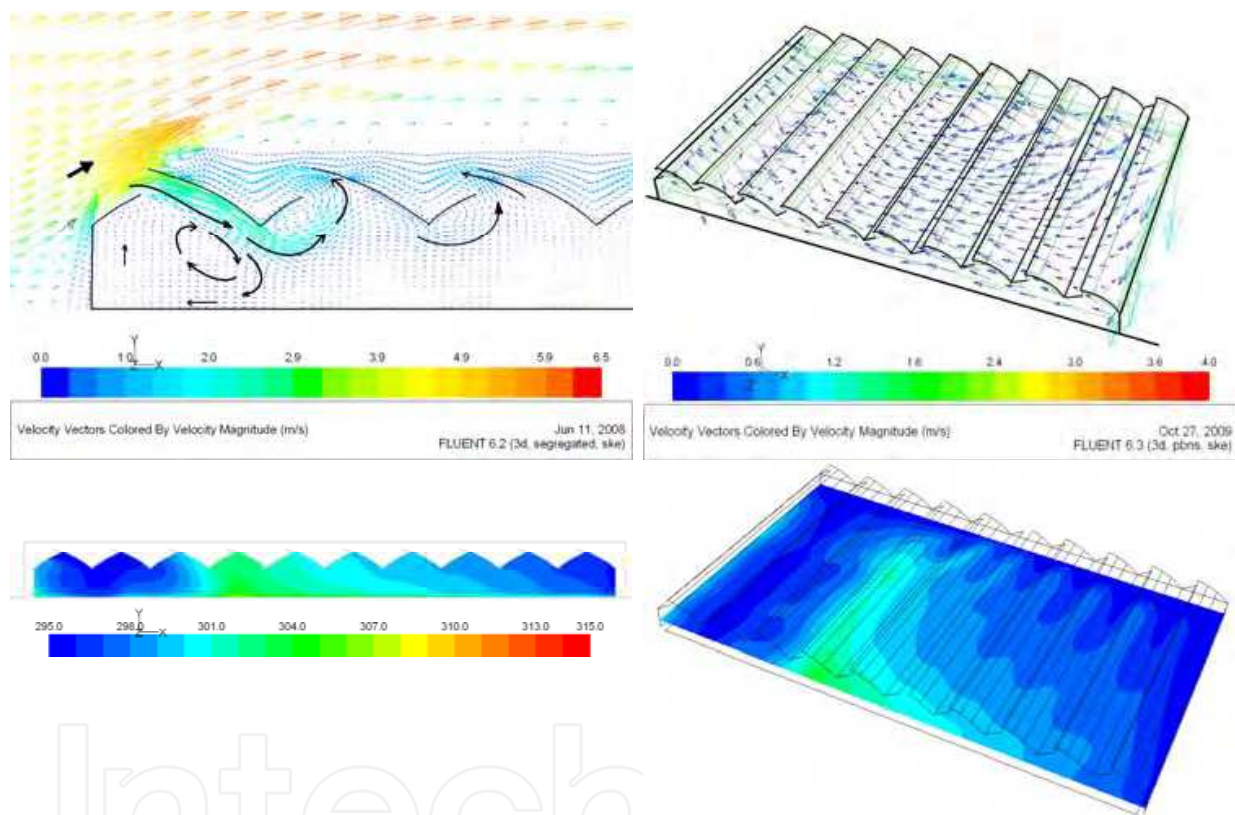 0.0 1.0 2.0 2.9 3.9 4.9 5.9 6.5
Y
Z X
Velocity Vectors Colored By Velocity Magnitude (m/s)
Jun 11, 2008
FLUENT 6.2 (3d, segregated, ske)
0.0 0.6 1.2 1.8 2.4 3.0 3.6 4.0
Y
Z X
Velocity Vectors Colored By Velocity Magnitude (m/s)
Oct 27, 2009
FLUENT 6.3 (3d, pbns, ske)
Y
Z X
295.0 298.0 301.0 304.0 307.0 310.0 313.0 315.0
Intech